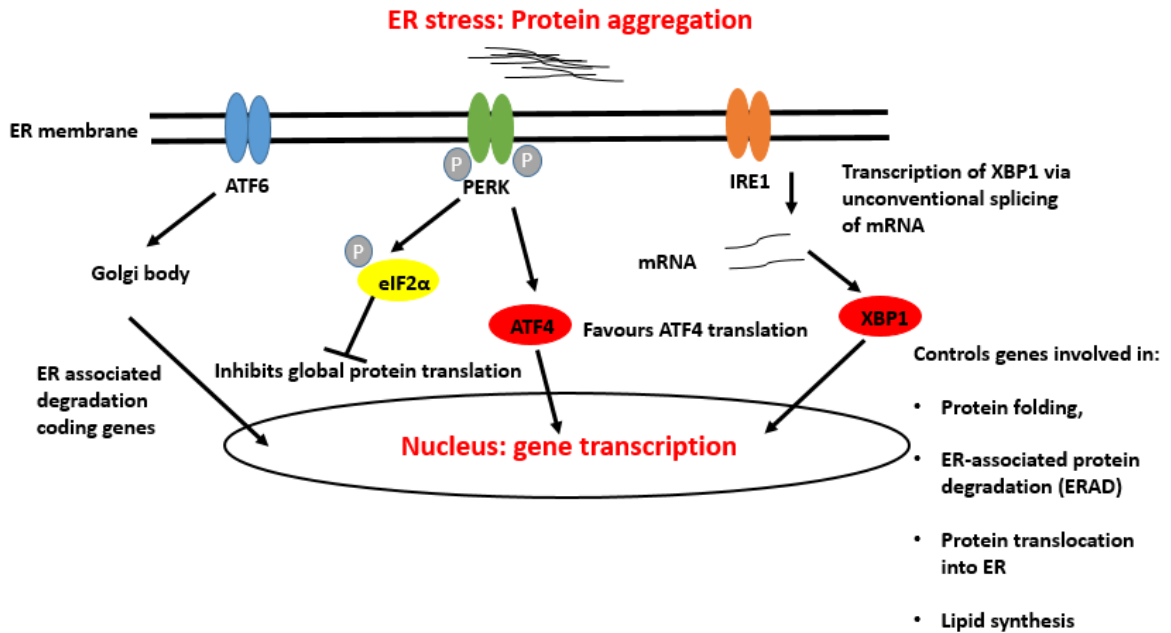 ER stress: Protein aggregation
ER membrane
ATF6
P
P
PERK
IRE1
Transcription of XBP1 via
unconventional splicing
of mRNA
Golgi body
P
eIF2α
mRNA
ATF4
Favours ATF4 translation
XBP1
Inhibits global protein translation
ER associated
degradation
coding genes
Nucleus: gene transcription
Controls genes involved in:
• Protein folding,
• ER-associated protein
degradation (ERAD)
• Protein translocation
into ER
• Lipid synthesis